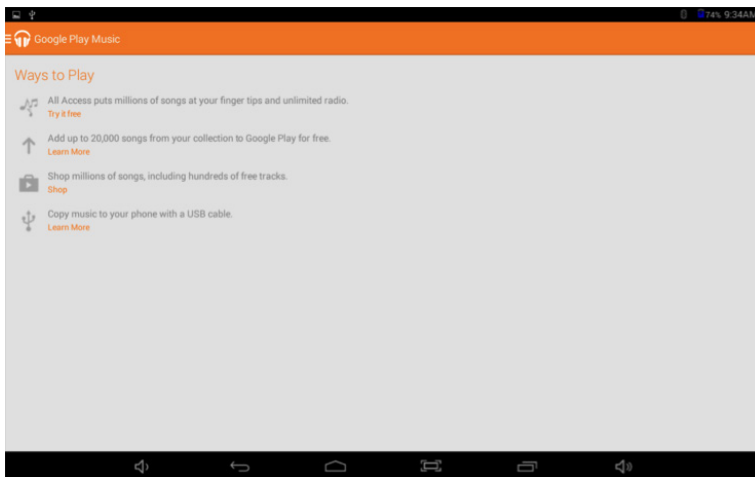 74% 9:34AM
Google Play Music
Ways to Play
All Access puts millions of songs at your finger tips and unlimited radio.
Try it free
Add up to 20,000 songs from your collection to Google Play for free.
Learn More
Shop millions of songs, including hundreds of free tracks.
Shop
Copy music to your phone with a USB cable.
Learn More